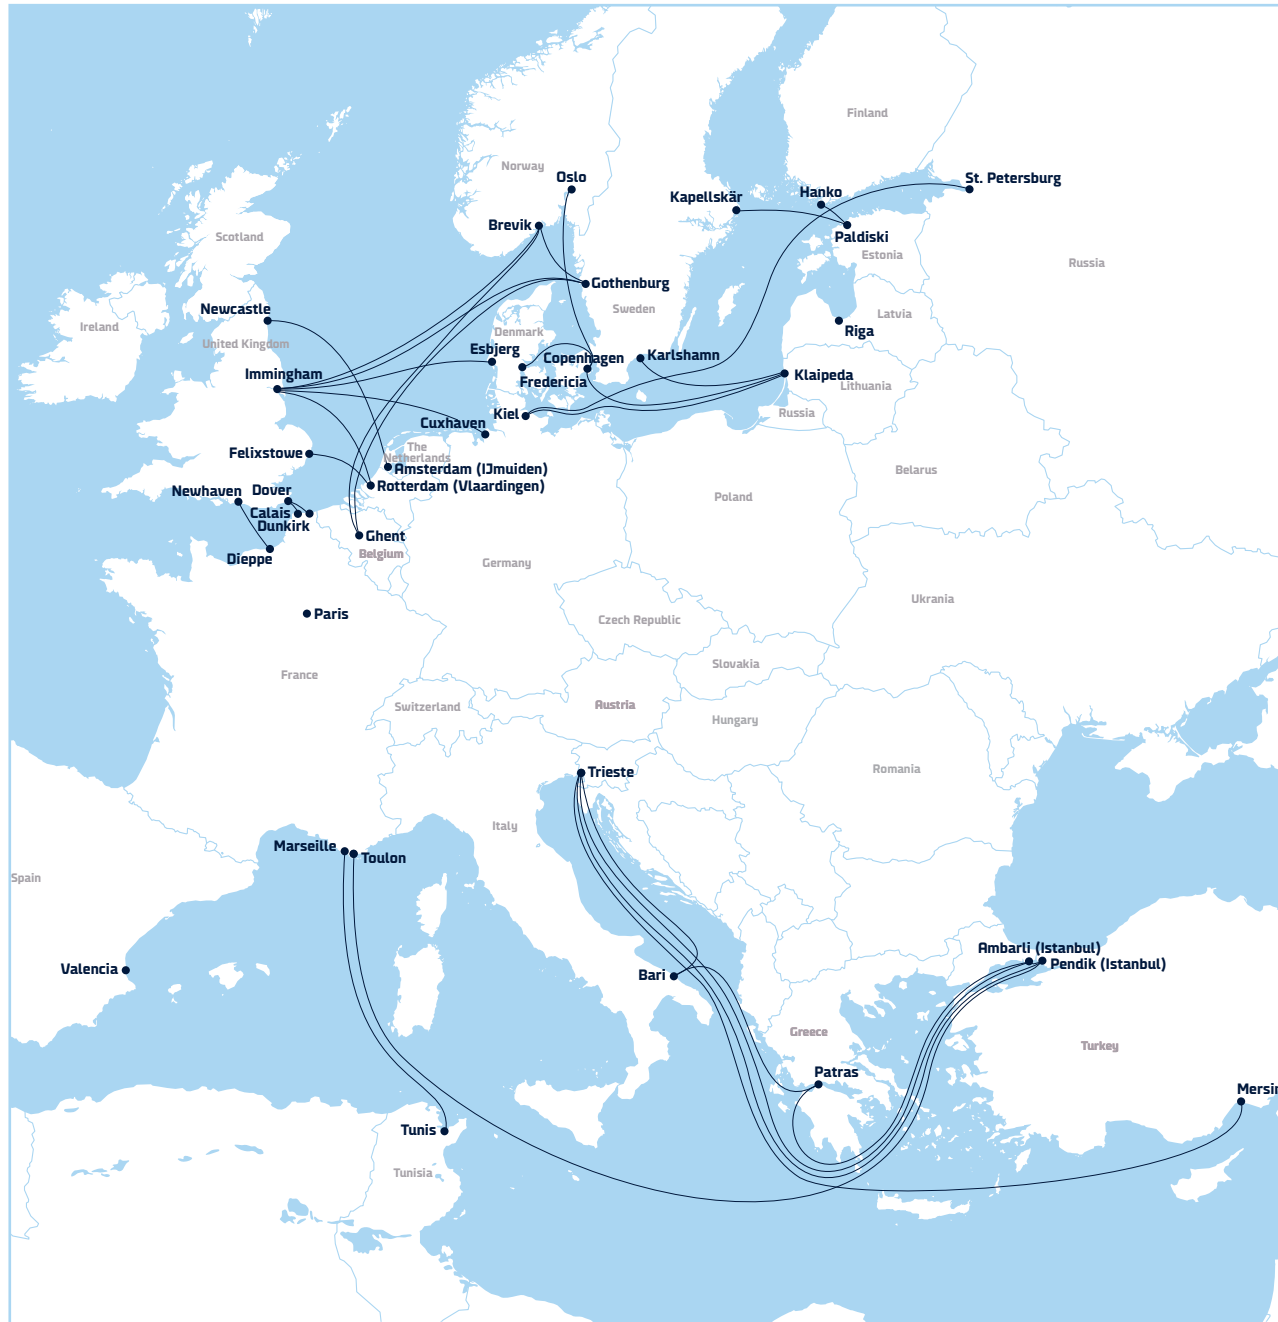 Finland
Norway
Oslo
St. Petersburg
Kapellskär
Hanko
Brevik
Paldiski
Scotland
Estonia
Russia
Gothenburg
Newcastle
Sweden
Latvia
Ireland
Denmark
Riga
United Kingdom
Esbjerg
Copenhagen
Karlshamn
Immingham
Fredericia
Klaipeda
Lithuania
Kiel
Russia
Cuxhaven
The
Netherlands
Felixstowe
Amsterdam (IJmuiden)
Belarus
Rotterdam (Vlaardingen)
Newhaven
Dover
Poland
Calais
Dunkirk
Ghent
Belgium
Dieppe
Germany
Ukrania
Paris
Czech Republic
Slovakia
France
Switzerland
Austria
Hungary
Trieste
Romania
Italy
Marseille
Toulon
Spain
Ambarli (Istanbul)
Pendik (Istanbul)
Valencia
Bari
Greece
Turkey
Patras
Mersin
Tunis
Tunisia